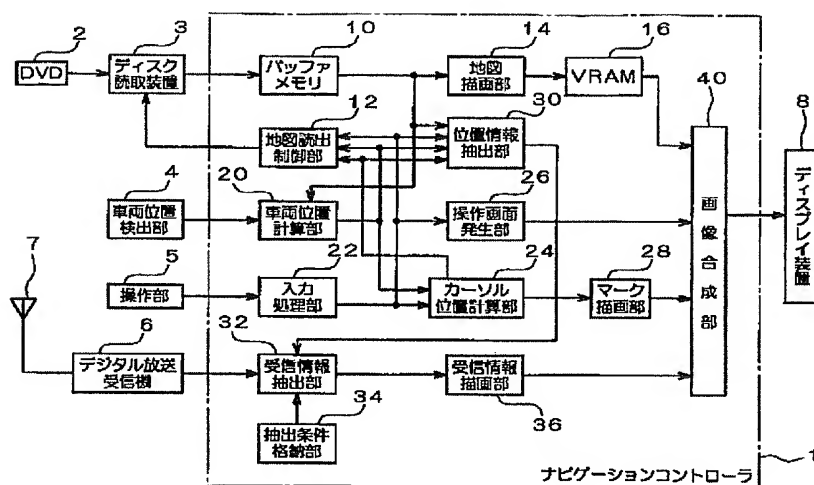 2
DVD
3
ディスク
読取装置
10
バッファ
メモリ
14
地図
描画部
16
VRAM
12
地図読出
制御部
30
位置情報
抽出部
40
画像合成部
8
ディスプレイ装置
4
車両位置
検出部
20
車両位置
計算部
26
操作画面
発生部
7
5
操作部
22
入力
処理部
24
カーソル
位置計算部
28
マーク
描画部
6
デジタル放送
受信機
32
受信情報
抽出部
36
受信情報
描画部
34
抽出条件
格納部
ナビゲーションコントローラ
1